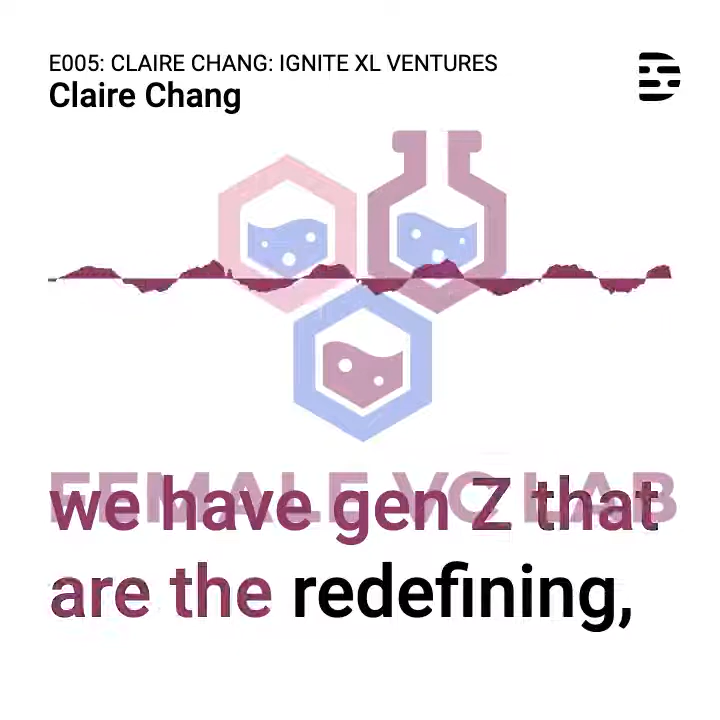 E005: CLAIRE CHANG: IGNITE XL VENTURES
Claire Chang
FEMALE VC LAB
we have gen Z that
are the redefining,